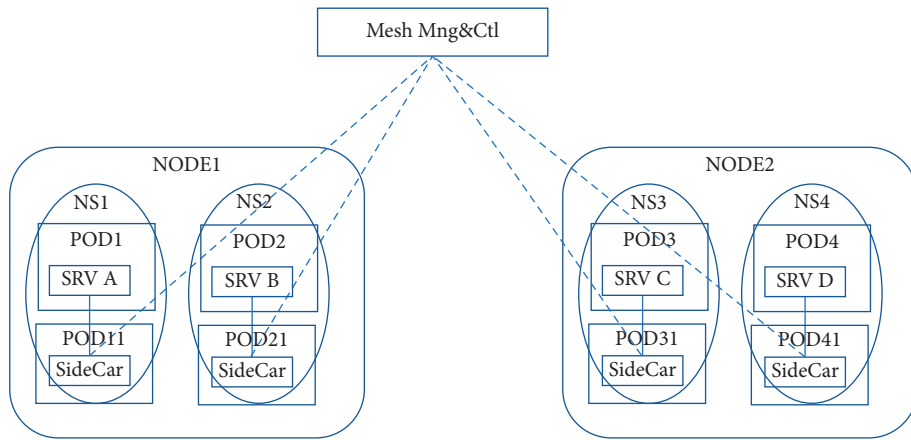 Mesh Mng&Ctl
NODE1
NODE2
NS1
NS2
NS3
NS4
POD1
POD2
POD3
POD4
SRV A
SRV B
SRV C
SRV D
POD11
POD21
POD31
POD41
SideCar
SideCar
SideCar
SideCar